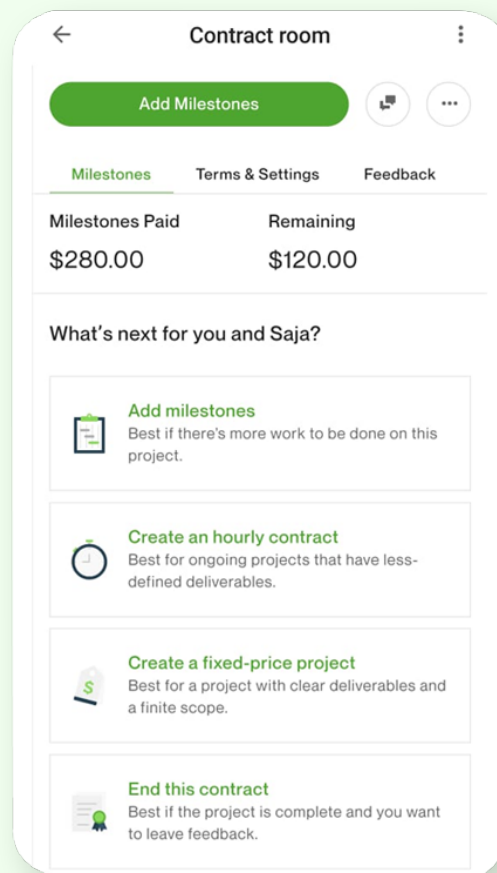 Contract room
Add Milestones
Milestones Terms & Settings Feedback
Milestones Paid Remaining
$280.00 $120.00
What's next for you and Saja?
Add milestones
Best if there's more work to be done on this
project.
Create an hourly contract
Best for ongoing projects that have less-
defined deliverables.
$
Create a fixed-price project
Best for a project with clear deliverables and
a finite scope.
End this contract
Best if the project is complete and you want
to leave feedback.